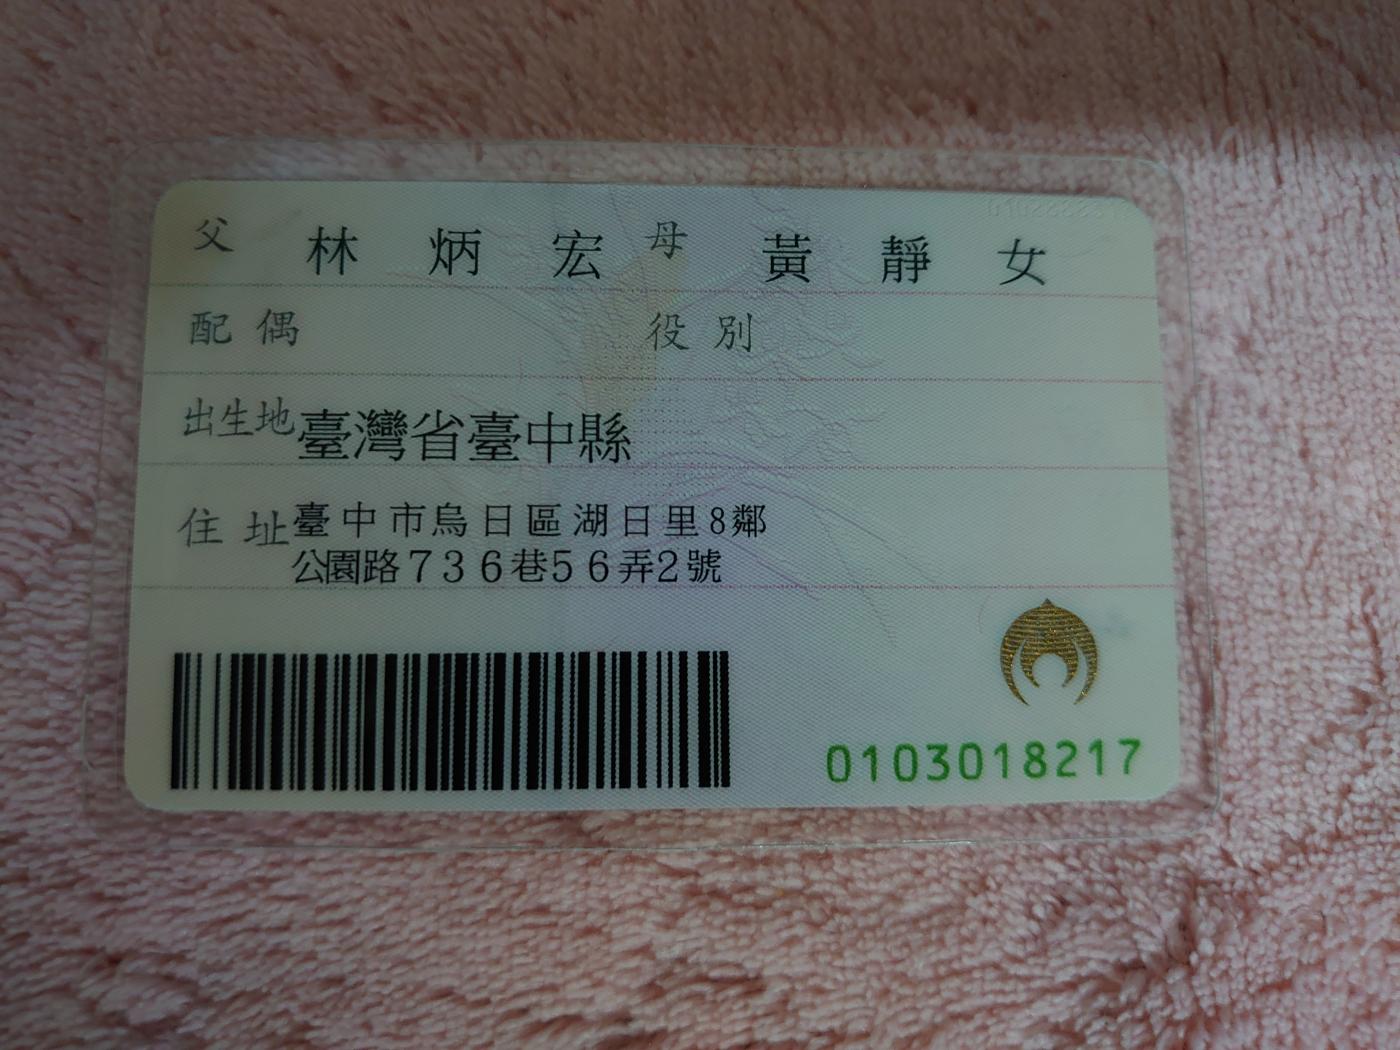 父 林炳宏 母 黃靜女
配偶 役別
出生地 臺灣省臺中縣
住址 臺中市烏日區湖日里8鄰
公園路736巷56弄2號
0103018217